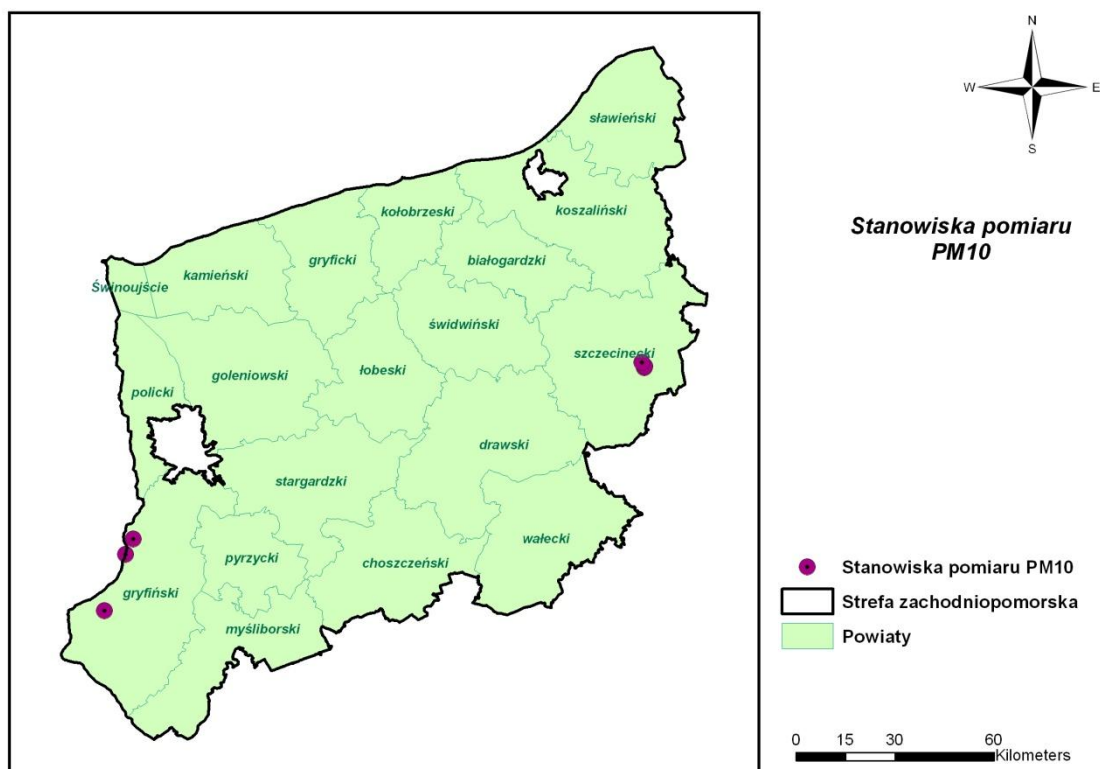 N
W E
S
Stanowiska pomiaru
PM10
sławieński
koszaliński
kołobrzeski
białogardzki
gryficki
kamieński
Świnoujście
świdwiński
szczecinecki
łobeski
goleniowski
policki
drawski
stargardzki
wałecki
choszczeński
pyrzycki
gryfiński
myśliborski
Stanowiska pomiaru PM10
Strefa zachodniopomorska
Powiaty
0 15 30 60
Kilometers